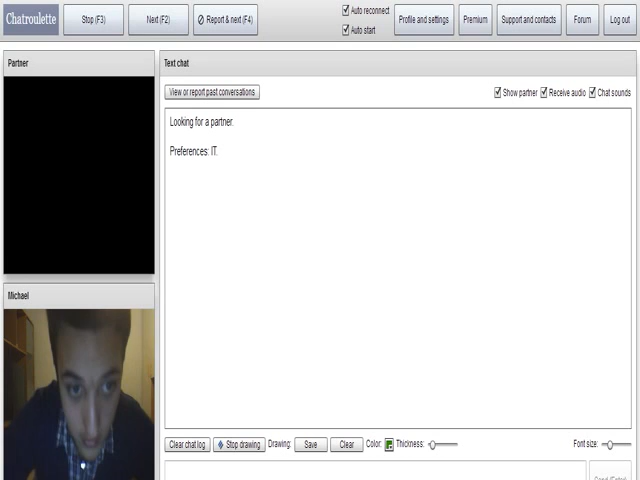 Chatroulette
Stop (F3)
Next (F2)
Report & next (F4)
Auto reconnect
Auto start
Profile and settings
Premium
Support and contacts
Forum
Log out
Partner
Text chat
View or report past conversations
Show partner
Receive audio
Chat sounds
Looking for a partner.
Preferences: IT.
Michael
Clear chat log
Stop drawing
Drawing:
Save
Clear
Color:
Thickness:
Font size: